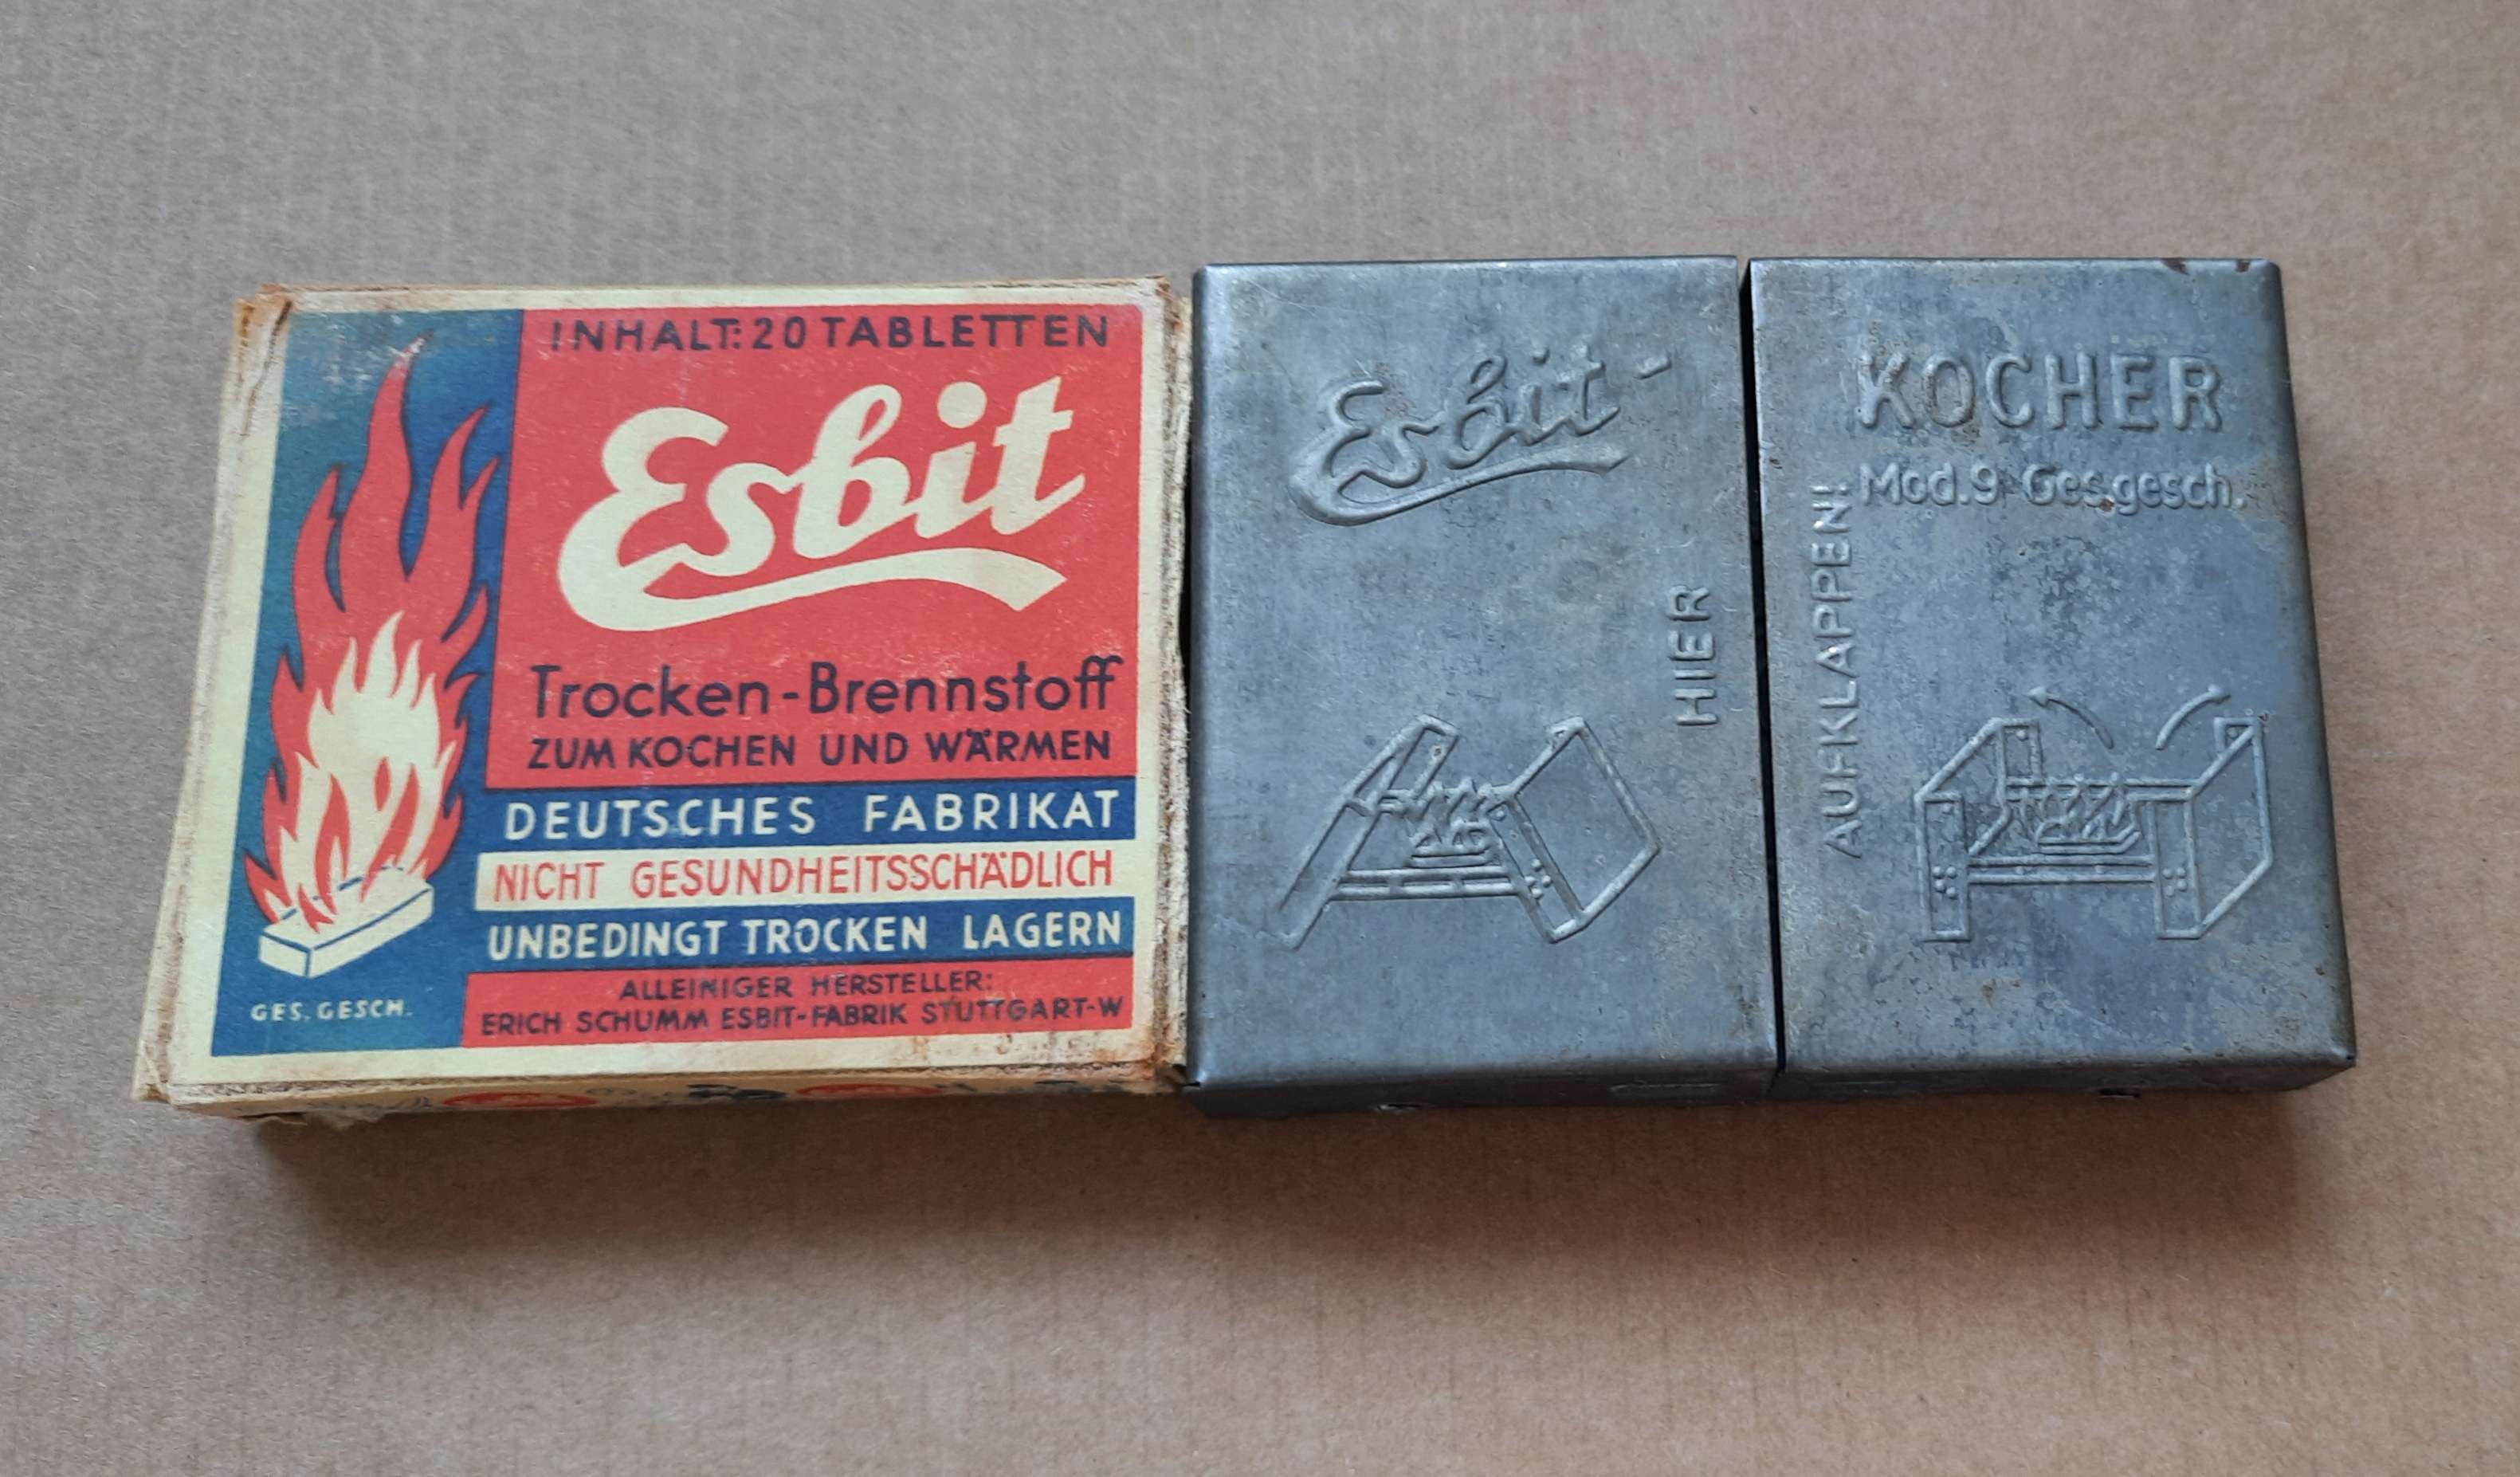 INHALT: 20 TABLETTEN
Esbit
Trocken-Brennstoff
ZUM KOCHEN UND WÄRMEN
DEUTSCHES FABRIKAT
NICHT GESUNDHEITSSCHÄDLICH
UNBEDINGT TROCKEN LAGERN
ALLEINIGER HERSTELLER:
ERICH SCHUMM ESBIT-FABRIK STUTTGART-W
GES. GESCH.
Esbit-
HIER
KOCHER
Mod.9 Ges.gesch.
AUFKLAPPEN!